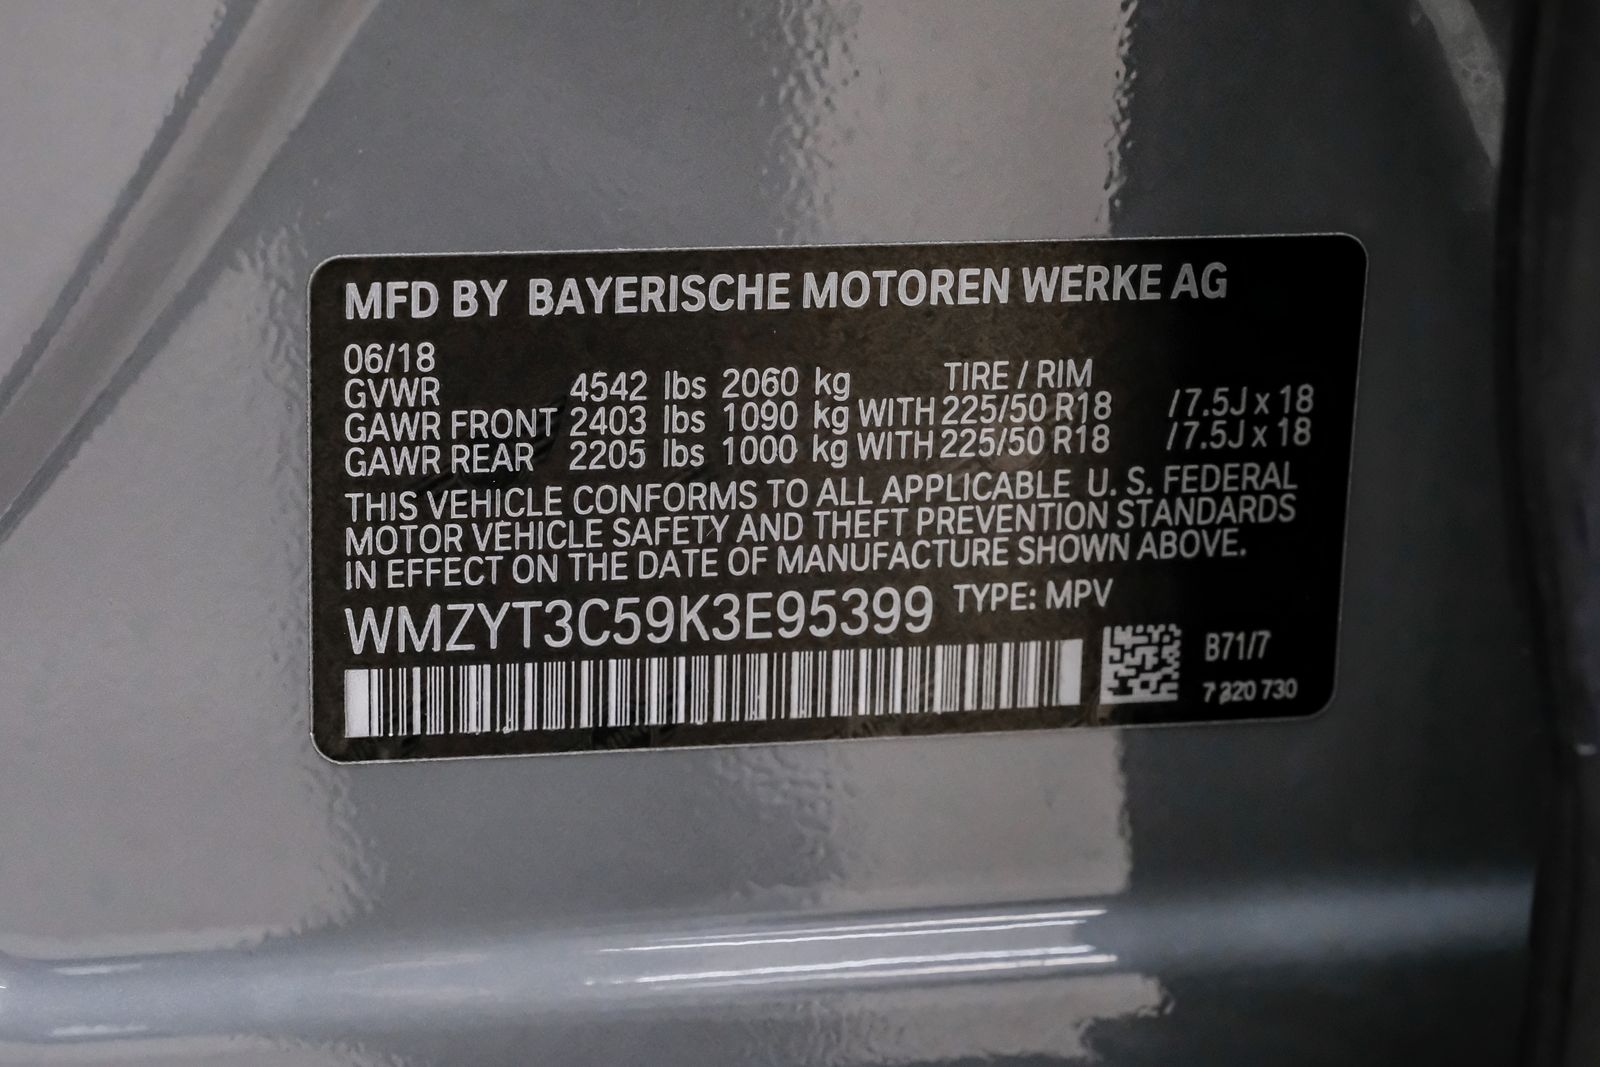 MFD BY BAYERISCHE MOTOREN WERKE AG
06/18
TIRE / RIM
GVWR 4542 lbs 2060 kg
GAWR FRONT 2403 lbs 1090 kg WITH 225/50 R18 / 7.5J x 18
GAWR REAR 2205 lbs 1000 kg WITH 225/50 R18 / 7.5J x 18
THIS VEHICLE CONFORMS TO ALL APPLICABLE U. S. FEDERAL
MOTOR VEHICLE SAFETY AND THEFT PREVENTION STANDARDS
IN EFFECT ON THE DATE OF MANUFACTURE SHOWN ABOVE.
WMZYT3C59K3E95399 TYPE: MPV
B71/7
7 320 730